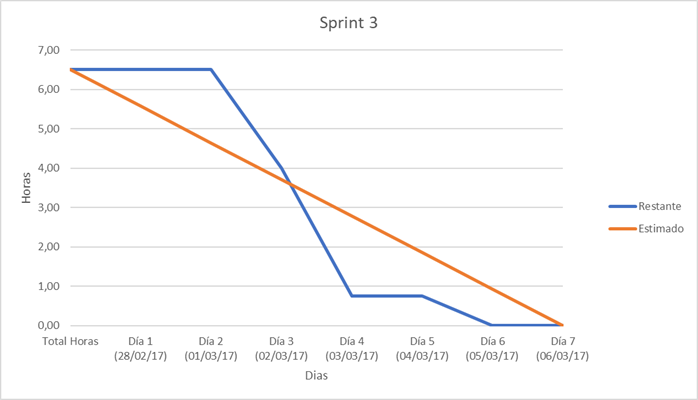 Sprint 3
7,00
6,00
5,00
4,00
3,00
2,00
1,00
0,00
Horas
Total Horas
Día 1
(28/02/17)
Día 2
(01/03/17)
Día 3
(02/03/17)
Día 4
(03/03/17)
Día 5
(04/03/17)
Día 6
(05/03/17)
Día 7
(06/03/17)
Dias
Restante
Estimado